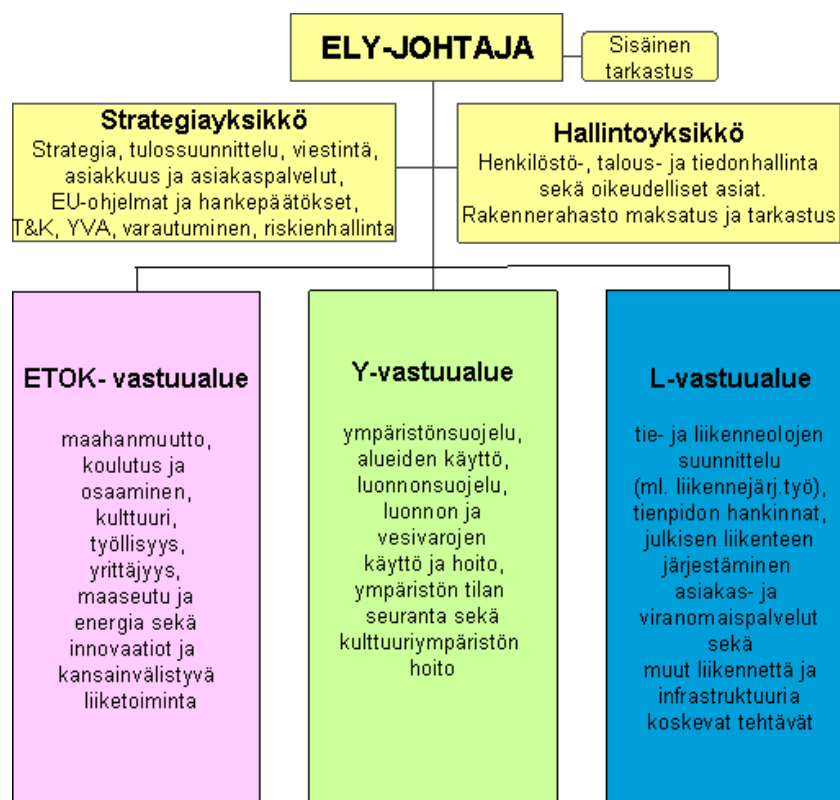 ELY-JOHTAJA
Sisäinen
tarkastus
Strategiayksikkö
Strategia, tulossuunnittelu, viestintä,
asiakkuus ja asiakaspalvelut,
EU-ohjelmat ja hankepäätökset,
T&K, YVA, varautuminen, riskienhallinta
Hallintoyksikkö
Henkilöstö-, talous- ja tiedonhallinta
sekä oikeudelliset asiat.
Rakennerahasto maksatus ja tarkastus
ETOK- vastuualue
maahanmuutto,
koulutus ja
osaaminen,
kulttuuri,
työllisyys,
yrittäjyys,
maaseutu ja
energia sekä
innovaatiot ja
kansainvälistyvä
liiketoiminta
Y-vastuualue
ympäristönsuojelu,
alueiden käyttö,
luonnonsuojelu,
luonnon ja
vesivarojen
käyttö ja hoito,
ympäristön tilan
seuranta sekä
kulttuuriympäristön
hoito
L-vastuualue
tie- ja liikenneolojen
suunnittelu
(ml. liikennejärj.työ),
tienpidon hankinnat,
julkisen liikenteen
järjestäminen
asiakas- ja
viranomaispalvelut
sekä
muut liikennettä ja
infrastruktuuria
koskevat tehtävät